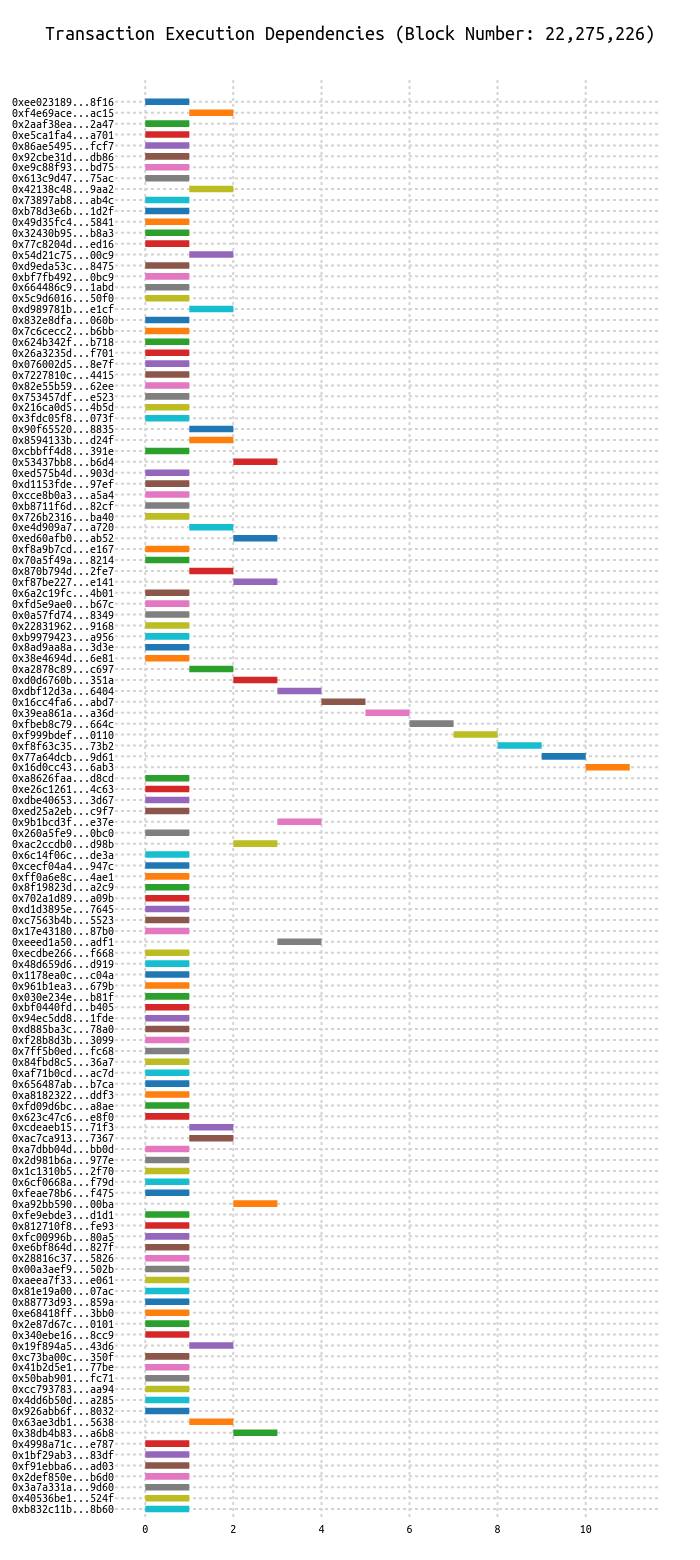 Transaction Execution Dependencies (Block Number: 22,275,226)
0xee023189...8f16
0xf4e69ace...ac15
0x2aaf38ea...2a47
0xe5ca1fa4...a701
0x86ae5495...fcf7
0x92cbe31d...db86
0xe9c88f93...bd75
0x613c9d47...75ac
0x42138c48...9aa2
0x73897ab8...ab4c
0xb78d3e6b...1d2f
0x49d35fc4...5841
0x32430b95...b8a3
0x77c8204d...ed16
0x54d21c75...00c9
0xd9eda53c...8475
0xbf7fb492...0bc9
0x664486c9...1abd
0x5c9d6016...50f0
0xd989781b...e1cf
0x832e8dfa...060b
0x7c6cecc2...b6bb
0x624b342f...b718
0x26a3235d...f701
0x076002d5...8e7f
0x7227810c...4415
0x82e55b59...62ee
0x753457df...e523
0x216ca0d5...4b5d
0x3fdc05f8...073f
0x90f65520...8835
0x8594133b...d24f
0xcbbff4d8...391e
0x53437bb8...b6d4
0xed575b4d...903d
0xd1153fde...97ef
0xcce8b0a3...a5a4
0xb8711f6d...82cf
0x726b2316...ba40
0xe4d909a7...a720
0xed60afb0...ab52
0xf8a9b7cd...e167
0x70a5f49a...8214
0x870b794d...2fe7
0xf87be227...e141
0x6a2c19fc...4b01
0xfd5e9ae0...b67c
0x0a57fd74...8349
0x22831962...9168
0xb9979423...a956
0x8ad9aa8a...3d3e
0x38e4694d...6e81
0xa2878c89...c697
0xd0d6760b...351a
0xdbf12d3a...6404
0x16cc4fa6...abd7
0x39ea861a...a36d
0xfbeb8c79...664c
0xf999bdef...0110
0xf8f63c35...73b2
0x77a64dcb...9d61
0x16d0cc43...6ab3
0xa8626faa...d8cd
0xe26c1261...4c63
0xdbe40653...3d67
0xed25a2eb...c9f7
0x9b1bcd3f...e37e
0x260a5fe9...0bc0
0xac2ccdb0...d98b
0x6c14f06c...de3a
0xcecf04a4...947c
0xff0a6e8c...4ae1
0x8f19823d...a2c9
0x702a1d89...a09b
0xd1d3895e...7645
0xc7563b4b...5523
0x17e43180...87b0
0xeeed1a50...adf1
0xecdbe266...f668
0x48d659d6...d919
0x1178ea0c...c04a
0x961b1ea3...679b
0x030e234e...b81f
0xbf0440fd...b405
0x94ec5dd8...1fde
0xd885ba3c...78a0
0xf28b8d3b...3099
0x7ff5b0ed...fc68
0x84fbd8c5...36a7
0xaf71b0cd...ac7d
0x656487ab...b7ca
0xa8182322...ddf3
0xfd09d6bc...a8ae
0x623c47c6...e8f0
0xcdeaeb15...71f3
0xac7ca913...7367
0xa7dbb04d...bb0d
0x2d981b6a...977e
0x1c1310b5...2f70
0x6cf0668a...f79d
0xfeae78b6...f475
0xa92bb590...00ba
0xfe9ebde3...d1d1
0x812710f8...fe93
0xfc00996b...80a5
0xe6bf864d...827f
0x28816c37...5826
0x00a3aef9...502b
0xaeea7f33...e061
0x81e19a00...07ac
0x88773d93...859a
0xe68418ff...3bb0
0x2e87d67c...0101
0x340ebe16...8cc9
0x19f894a5...43d6
0xc73ba00c...350f
0x41b2d5e1...77be
0x50bab901...fc71
0xcc793783...aa94
0x4dd6b50d...a285
0x926abb6f...8032
0x63ae3db1...5638
0x38db4b83...a6b8
0x4998a71c...e787
0x1bf29ab3...83df
0xf91ebba6...ad03
0x2def850e...b6d0
0x3a7a331a...9d60
0x40536be1...524f
0xb832c11b...8b60
0 2 4 6 8 10